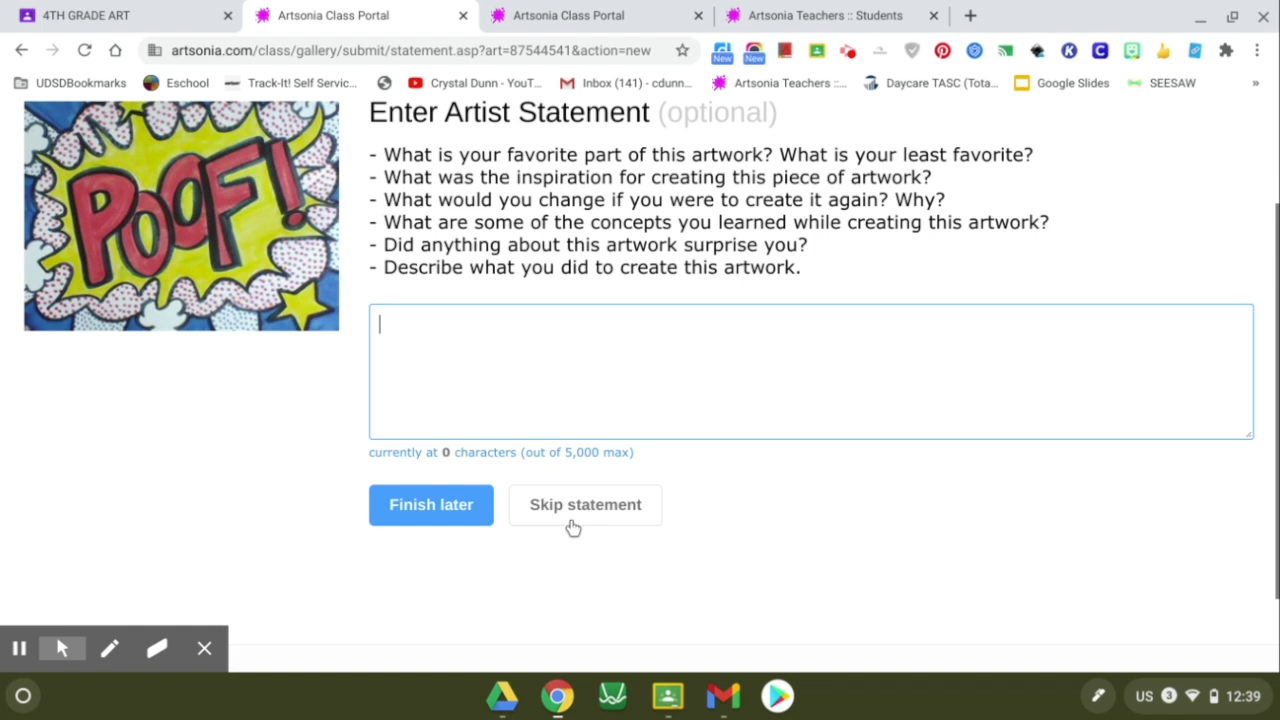 4TH GRADE ART
Artsonia Class Portal
Artsonia Class Portal
Artsonia Teachers :: Students
artsonia.com/class/gallery/submit/statement.asp?art=87544541&action=new
New
New
UDSDBookmarks
Eschool
Track-It! Self Servic...
Crystal Dunn - YouT...
Inbox (141) - cdunn...
Artsonia Teachers ::...
Daycare TASC (Tota...
Google Slides
SEESAW
»
POOF!
Enter Artist Statement (optional)
- What is your favorite part of this artwork? What is your least favorite?
- What was the inspiration for creating this piece of artwork?
- What would you change if you were to create it again? Why?
- What are some of the concepts you learned while creating this artwork?
- Did anything about this artwork surprise you?
- Describe what you did to create this artwork.
currently at 0 characters (out of 5,000 max)
Finish later
Skip statement
US 3 12:39